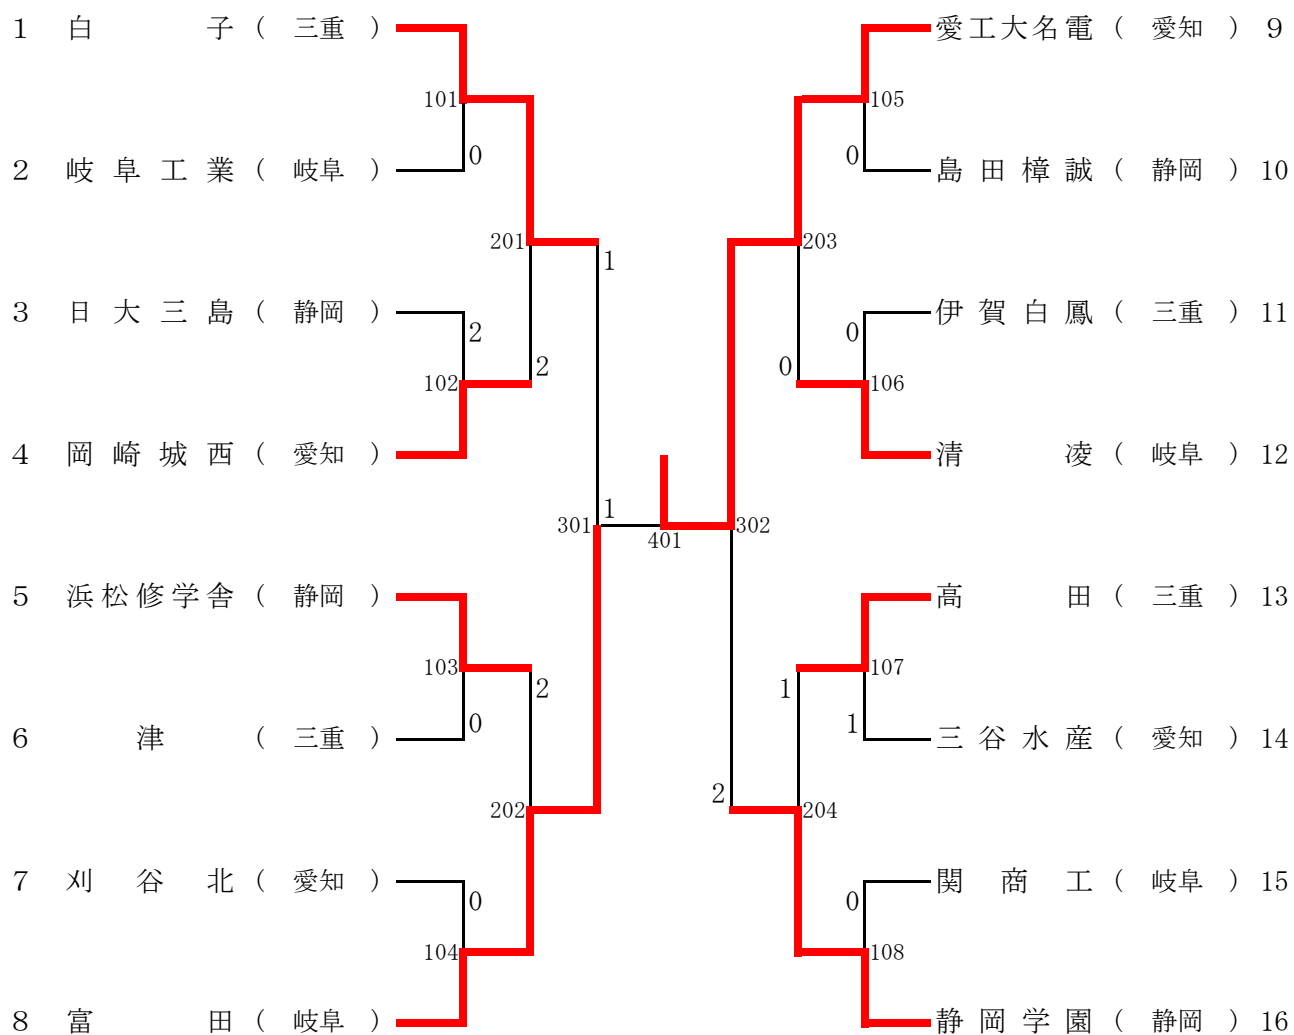 1 白子 ( 三重 ) 愛工大名電 ( 愛知 ) 9
101 105
0 0
2 岐阜工業 ( 岐阜 ) 島田樟誠 ( 静岡 ) 10
201 203
1
3 日大三島 ( 静岡 ) 伊賀白鳳 ( 三重 ) 11
2 0
2 0
102 106
4 岡崎城西 ( 愛知 ) 清凌 ( 岐阜 ) 12
1
301 302
401
5 浜松修学舎 ( 静岡 ) 高田 ( 三重 ) 13
103 107
2 1
0 1
6 津 ( 三重 ) 三谷水産 ( 愛知 ) 14
2
202 204
7 刈谷北 ( 愛知 ) 関商工 ( 岐阜 ) 15
0 0
104 108
8 富田 ( 岐阜 ) 静岡学園 ( 静岡 ) 16